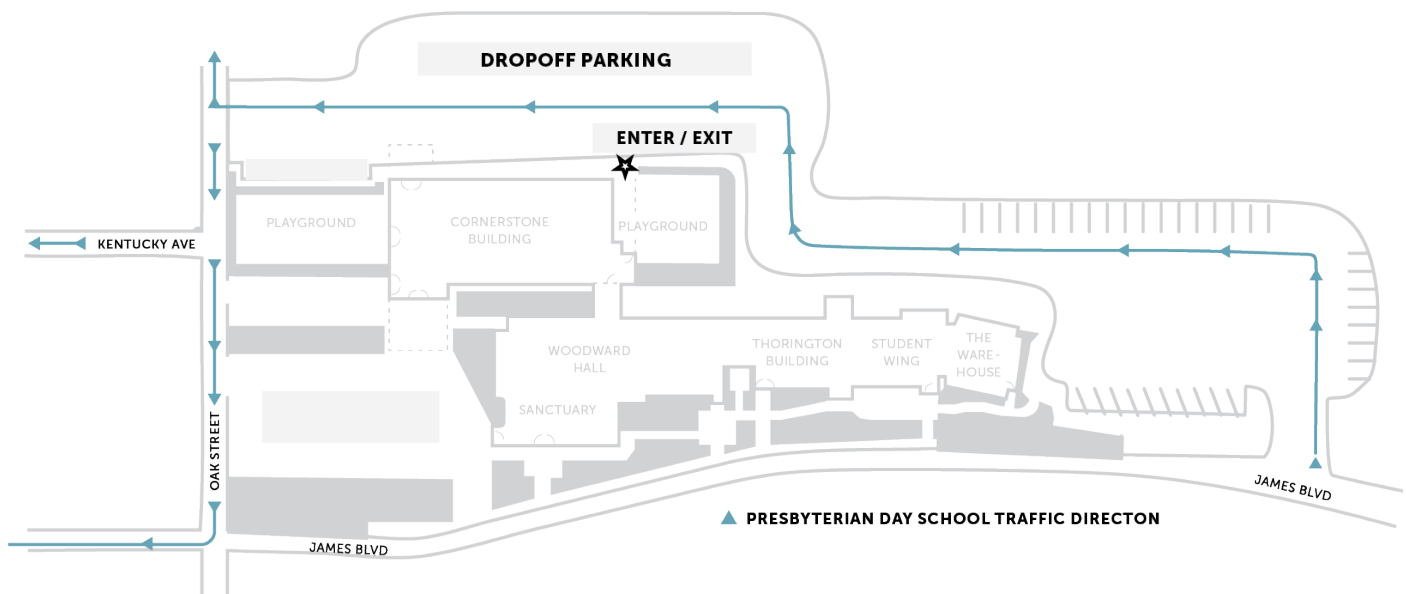 DROPOFF PARKING
ENTER / EXIT
PLAYGROUND
CORNERSTONE
BUILDING
PLAYGROUND
KENTUCKY AVE
WOODWARD
HALL
THORINGTON
BUILDING
STUDENT
WING
THE
WARE-
HOUSE
SANCTUARY
OAK STREET
JAMES BLVD
PRESBYTERIAN DAY SCHOOL TRAFFIC DIRECTON
JAMES BLVD